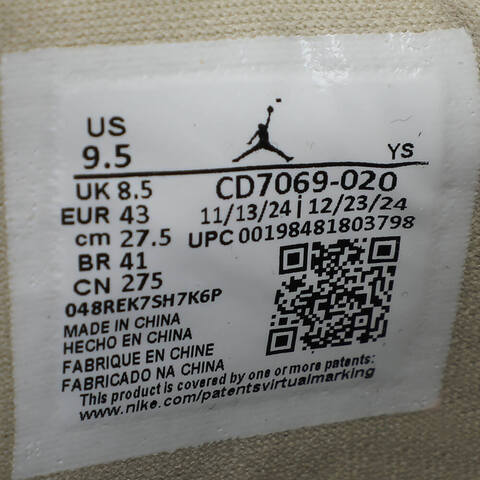 US
9.5
YS
UK 8.5
CD7069-020
EUR 43
11/13/24 | 12/23/24
cm 27.5
UPC 00198481803798
BR 41
CN 275
048REK7SH7K6P
MADE IN CHINA
HECHO EN CHINA
FABRIQUE EN CHINE
FABRICADO NA CHINA
This product is covered by one or more patents:
www.nike.com/patentsvirtualmarking